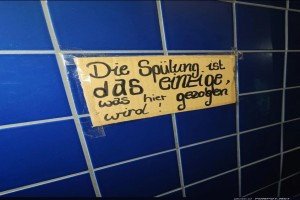 Die Spülung ist
das einzige,
was hier gezogen
wird!